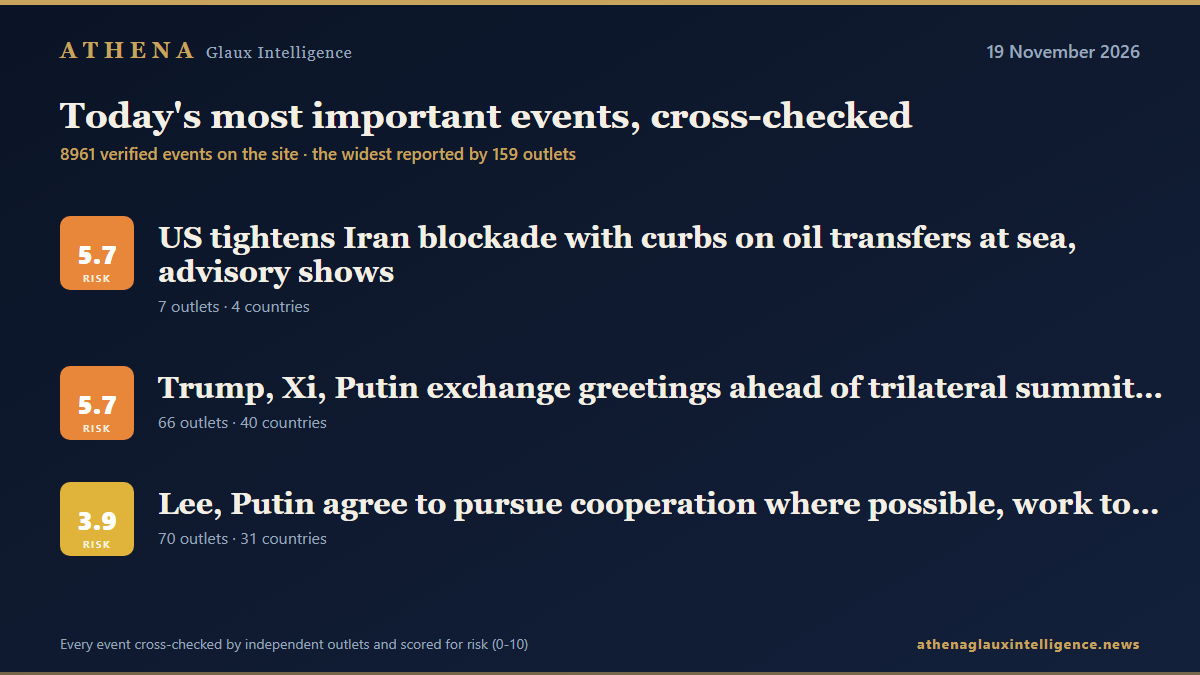 ATHENA Glaux Intelligence
19 November 2026
Today's most important events, cross-checked
8961 verified events on the site · the widest reported by 159 outlets
5.7
RISK
US tightens Iran blockade with curbs on oil transfers at sea,
advisory shows
7 outlets · 4 countries
5.7
RISK
Trump, Xi, Putin exchange greetings ahead of trilateral summit...
66 outlets · 40 countries
3.9
RISK
Lee, Putin agree to pursue cooperation where possible, work to...
70 outlets · 31 countries
Every event cross-checked by independent outlets and scored for risk (0-10)
athenaglauxintelligence.news